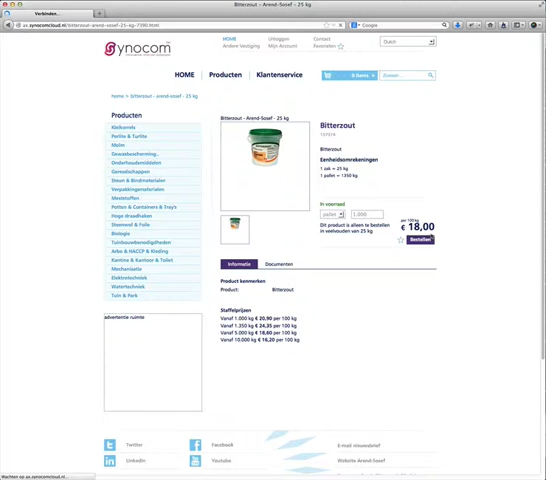 Bitterzout - Arend-Sosef - 25 kg
Verbinden...
ax.synocomcloud.nl/bitterzout-arend-sosef-25-kg-7390.html
Google
synocom
HOME
Uitloggen
Contact
Andere Vestiging
Mijn Account
Favorieten
Dutch
HOME
Producten
Klantenservice
0 items
Zoeken...
home > bitterzout - arend-sosef - 25 kg
Producten
Kleikorrels
Perlite & Turlite
Molm
Gewasbescherming..
Onderhoudsmiddelen
Gereedschappen
Steun & Bindmaterialen
Verpakkingsmaterialen
Meststoffen
Potten & Containers & Tray's
Hoge draadhaken
Steenwol & Folie
Biologie
Tuinbouwbenodigdheden
Arbo & HACCP & Kleding
Kantine & Kantoor & Toilet
Mechanisatie
Elektrotechniek
Watertechniek
Tuin & Park
advertentie ruimte
Bitterzout - Arend-Sosef - 25 kg
Bitterzout
Bitterzout
Eenheidsomrekeningen
1 zak = 25 kg
1 pallet = 1350 kg
In voorraad
pallet
1.000
Dit product is alleen te bestellen
in veelvouden van 25 kg
per 100 kg
€ 18,00
Bestellen
Informatie
Documenten
Product kenmerken
Product:
Bitterzout
Staffelprijzen
Vanaf 1.000 kg € 20,90 per 100 kg
Vanaf 1.350 kg € 24,35 per 100 kg
Vanaf 5.000 kg € 18,60 per 100 kg
Vanaf 10.000 kg € 16,20 per 100 kg
Twitter
Facebook
E-mail nieuwsbrief
LinkedIn
Youtube
Website Arend-Sosef
Wachten op ax.synocomcloud.nl...